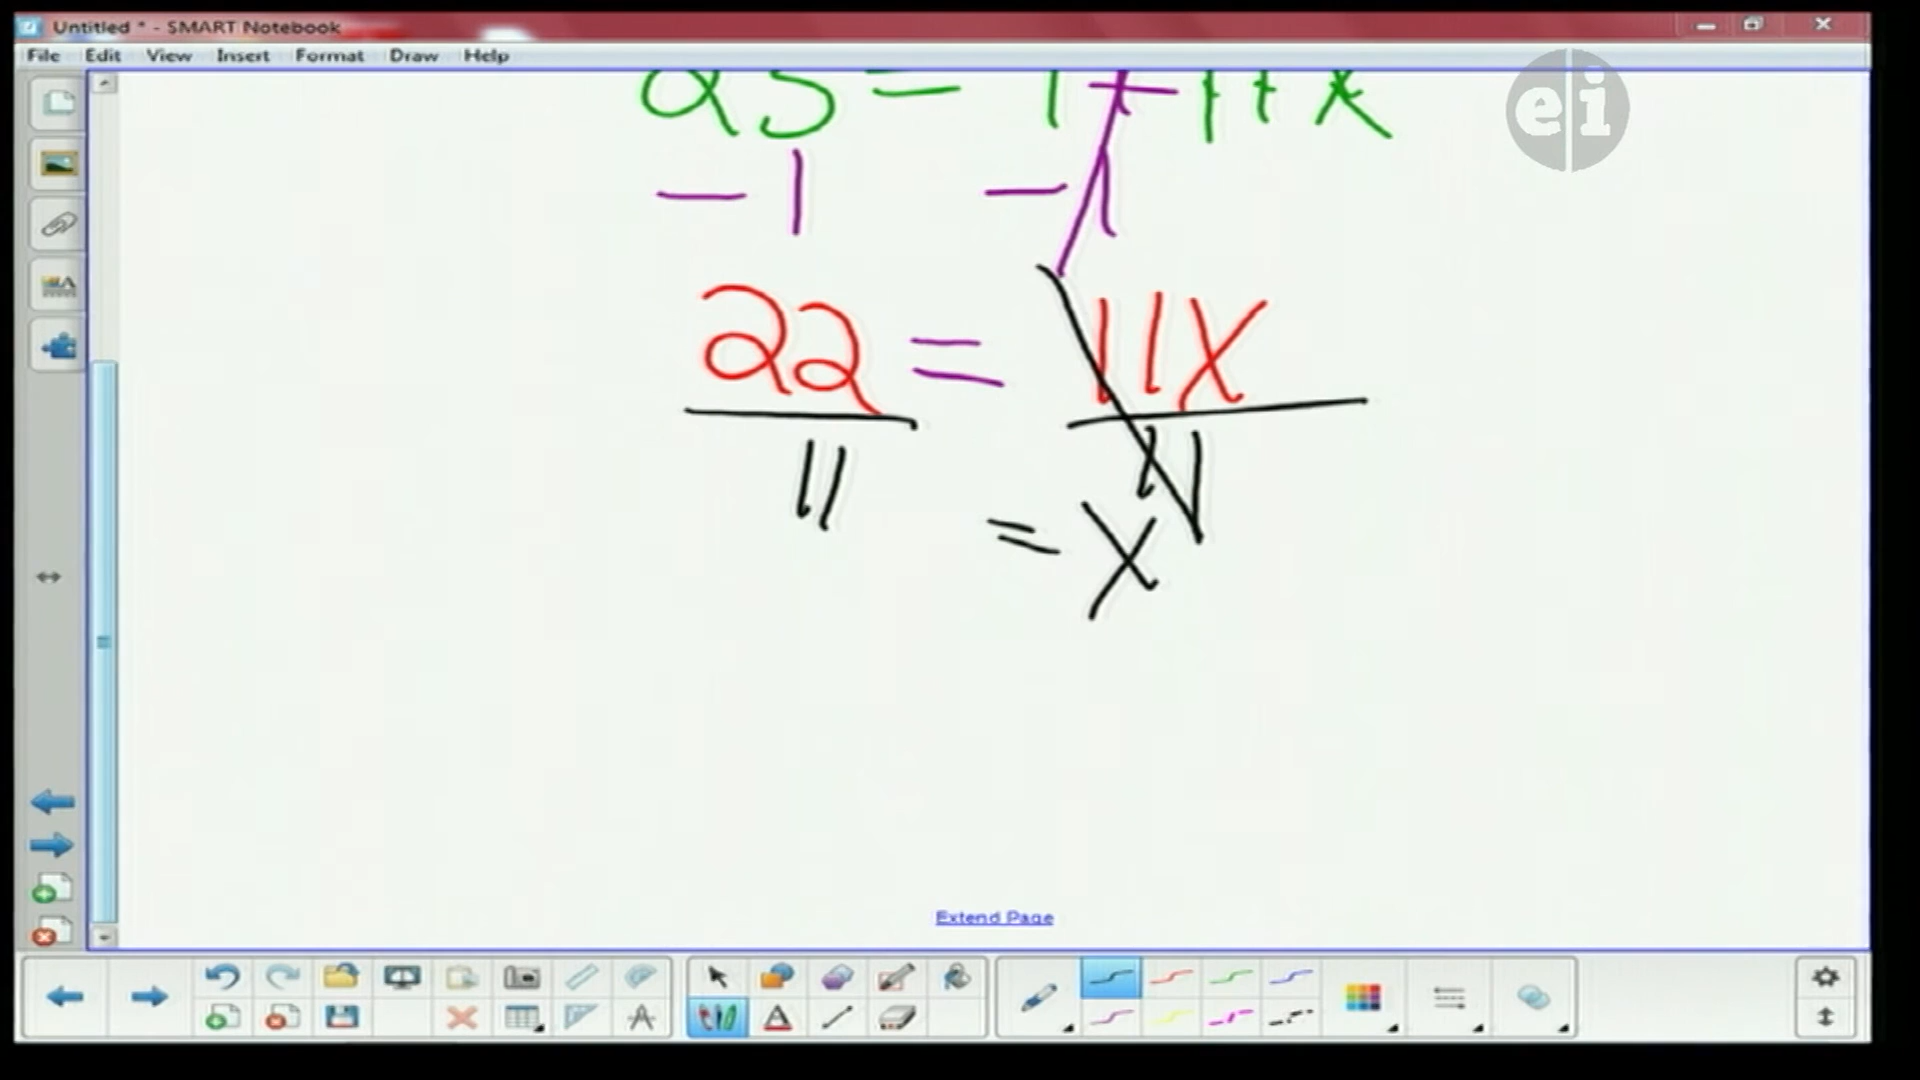 Untitled * - SMART Notebook
File Edit View Insert Format Draw Help
ei
23 = 1 + 11x
- 1 - 1
22 = 11x
11 11
= x
Extend Page